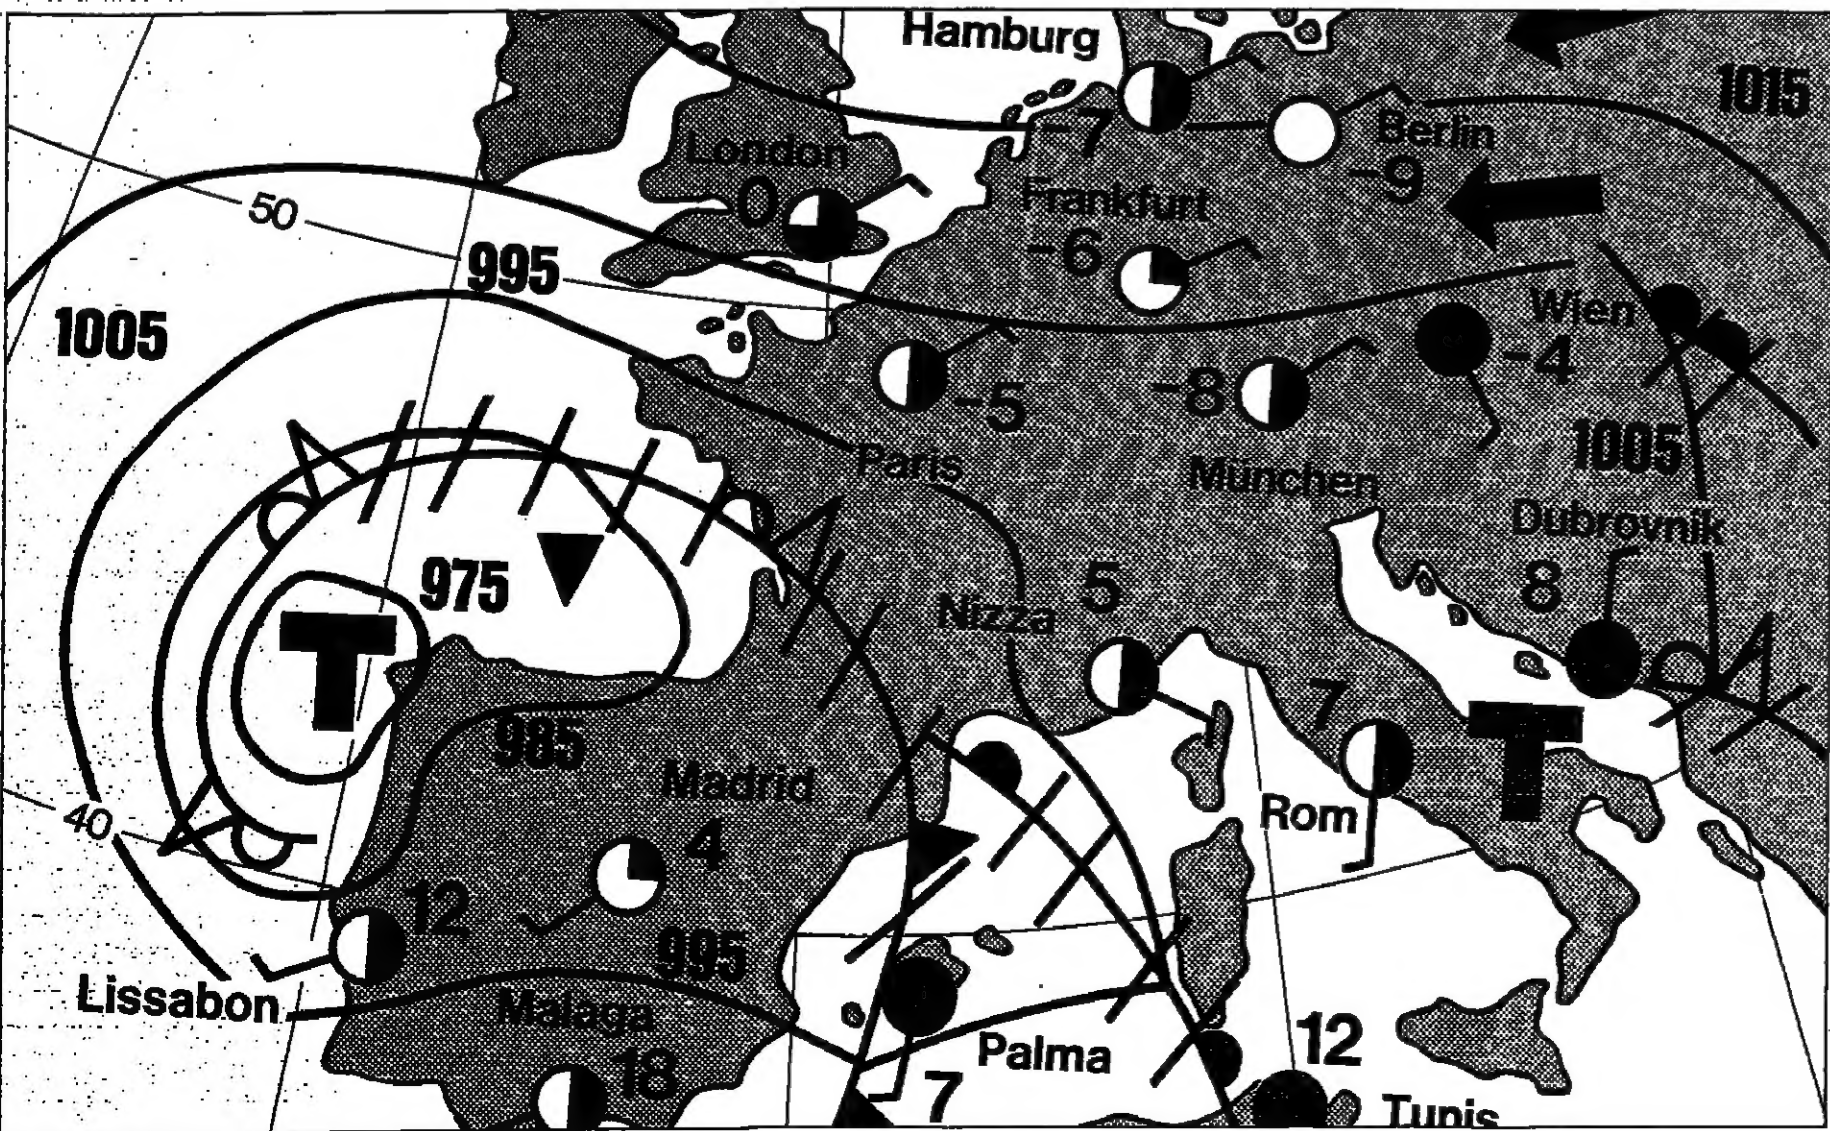 Hamburg
1015
-7
Berlin
-9
London
0
Frankfurt
-6
50
995
1005
Wien
-4
-5
-8
1005
Paris
München
Dubrovnik
8
975
T
5
Nizza
7
T
985
Madrid
4
Rom
40
12
995
Lissabon
Malaga
18
Palma
7
12
Tunis